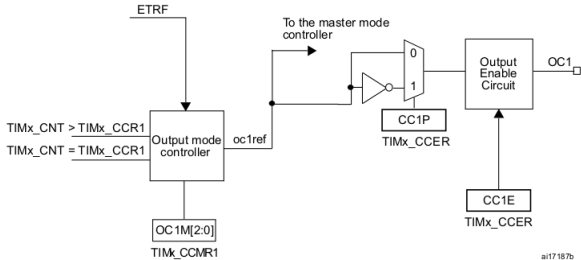 ETRF
To the master mode
controller
0
1
Output
Enable
Circuit
OC1
CC1P
TIMx_CCER
TIMx_CNT > TIMx_CCR1
TIMx_CNT = TIMx_CCR1
Output mode
controller
oc1ref
CC1E
TIMx_CCER
OC1M[2:0]
TIMx_CCMR1
ai17187b